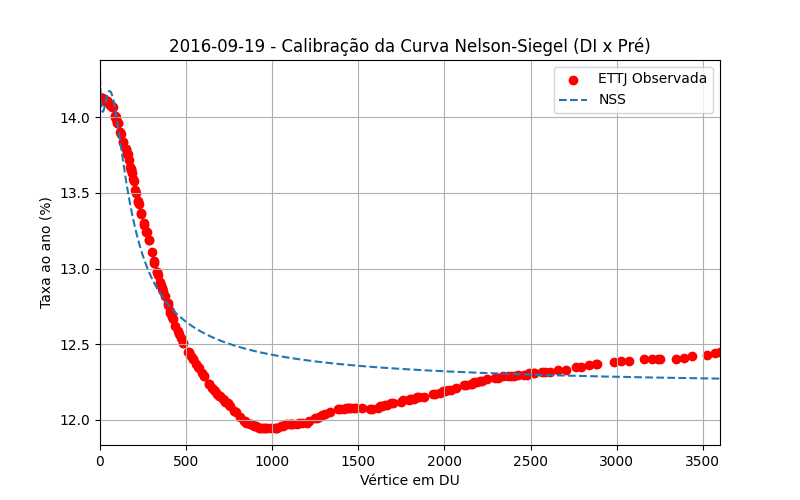 2016-09-19 - Calibração da Curva Nelson-Siegel (DI x Pré)
ETTJ Observada
NSS
Taxa ao ano (%)
14.0
13.5
13.0
12.5
12.0
0 500 1000 1500 2000 2500 3000 3500
Vértice em DU